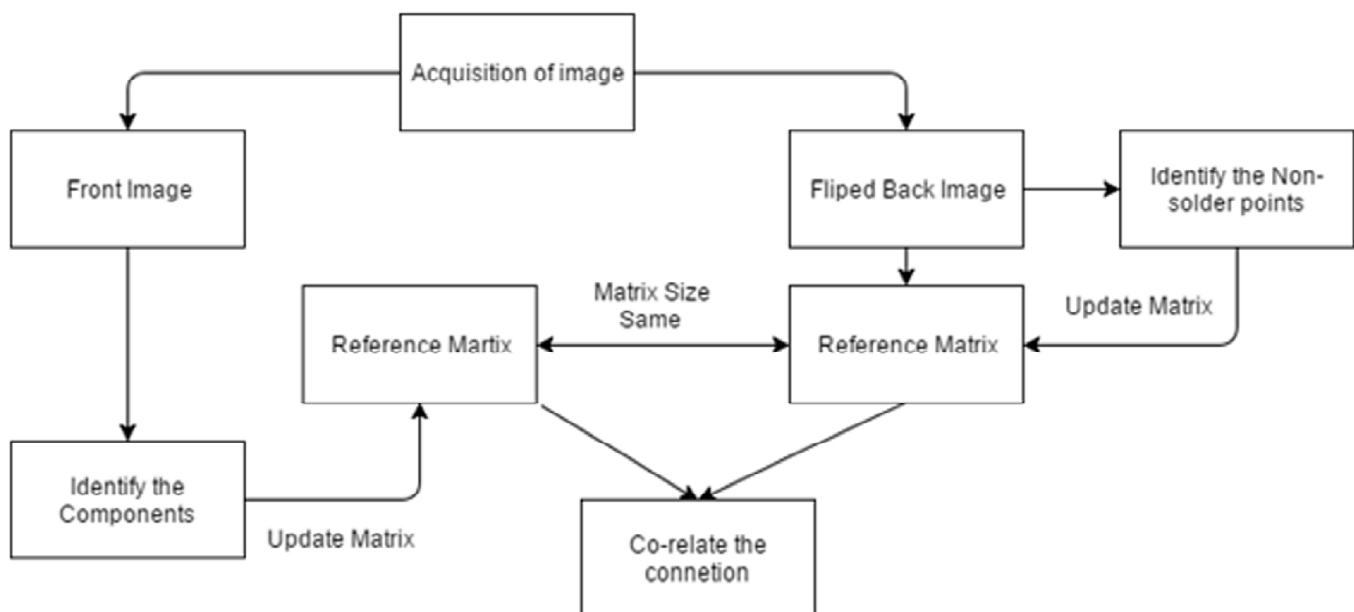 Acquisition of image
Front Image
Fliped Back Image
Identify the Non-
solder points
Matrix Size
Same
Update Matrix
Reference Martix
Reference Matrix
Identify the
Components
Update Matrix
Co-relate the
connetion